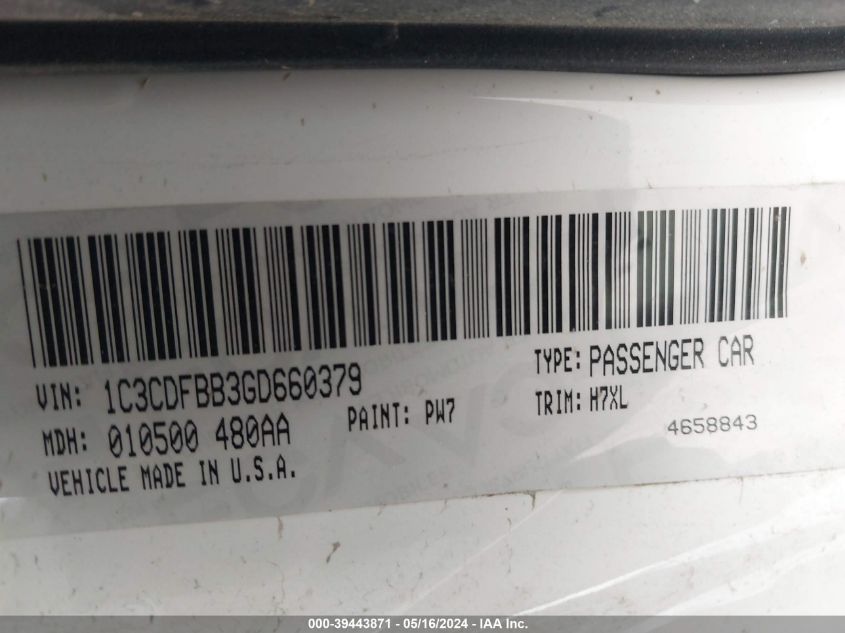 VIN: 1C3CDFBB3GD660379 TYPE: PASSENGER CAR
MDH: 010500 480AA PAINT: PW7 TRIM: H7XL
VEHICLE MADE IN U.S.A. 4658843
000-39443871 - 05/16/2024 - IAA Inc.